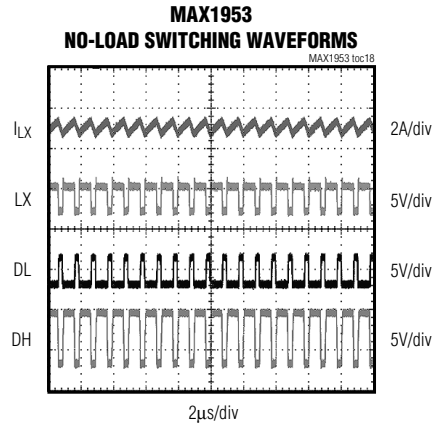 MAX1953
NO-LOAD SWITCHING WAVEFORMS
MAX1953 toc18
ILX
2A/div
LX
5V/div
DL
5V/div
DH
5V/div
2µs/div